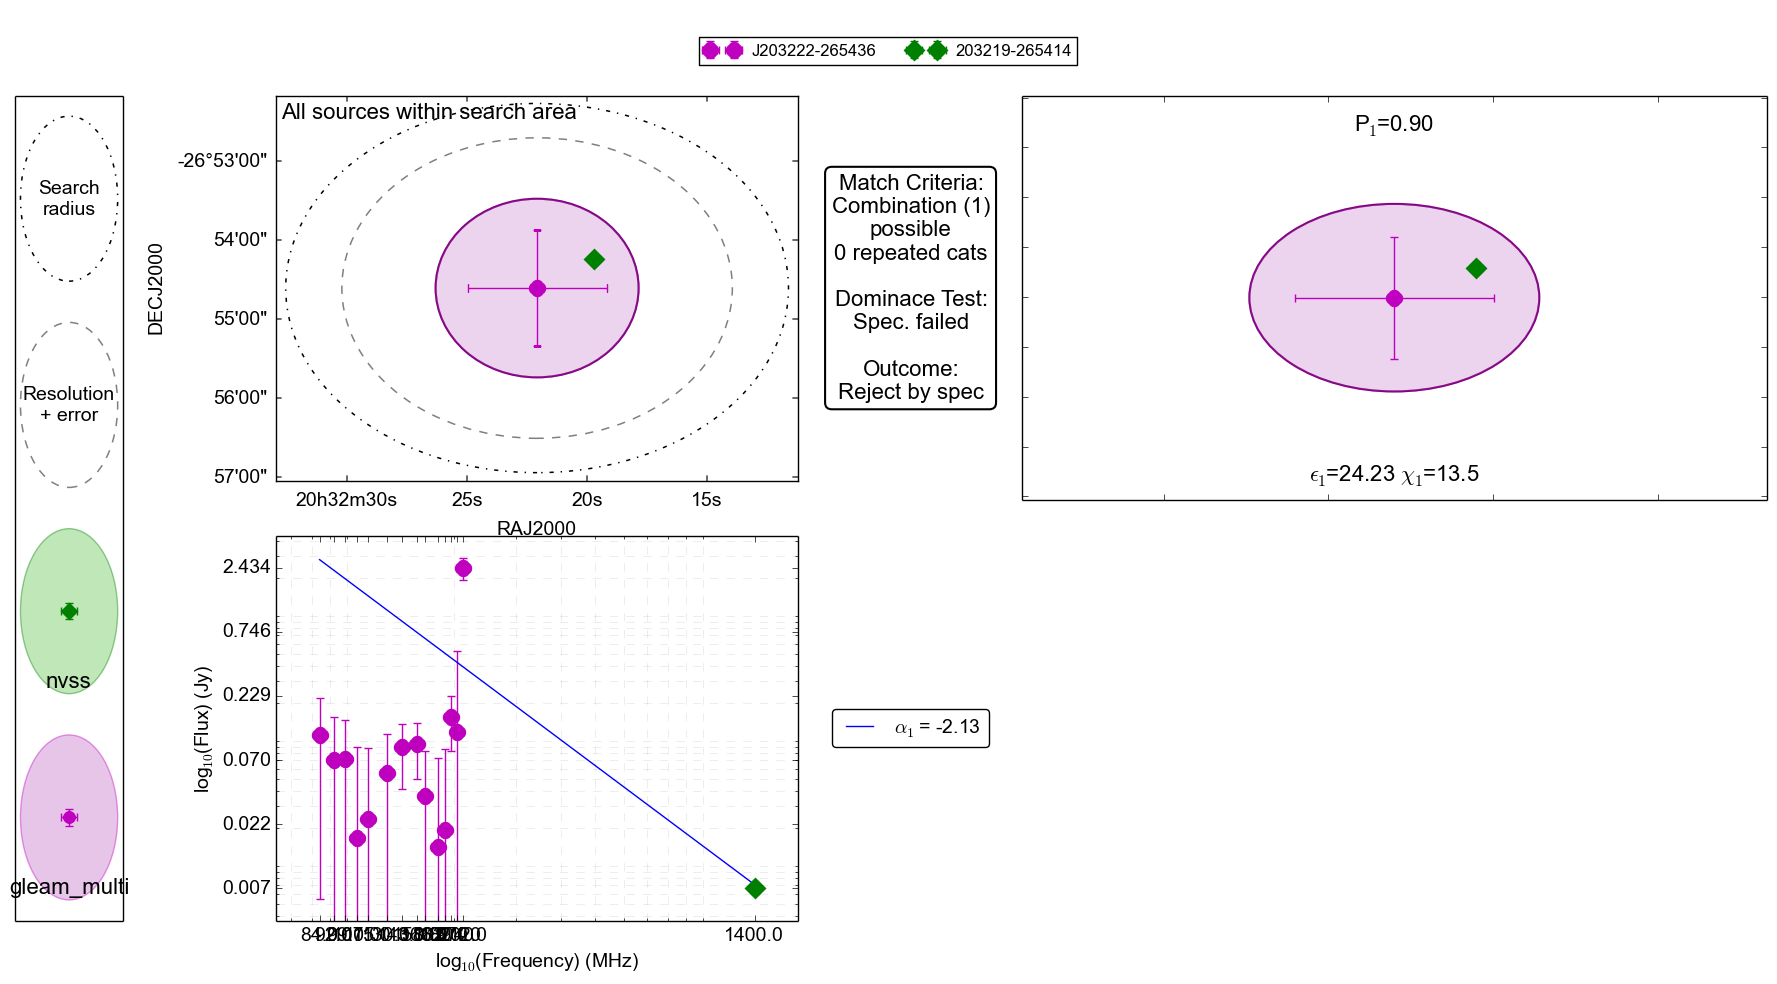 J203222-265436
203219-265414
Search
radius
Resolution
+ error
nvss
gleam_multi
All sources within search area
DECJ2000
-26°53'00"
54'00"
55'00"
56'00"
57'00"
20h32m30s
25s
20s
15s
RAJ2000
Match Criteria:
Combination (1)
possible
0 repeated cats
Dominace Test:
Spec. failed
Outcome:
Reject by spec
P₁=0.90
ϵ₁=24.23 χ₁=13.5
log₁₀(Flux) (Jy)
2.434
0.746
0.229
0.070
0.022
0.007
1400.0
log₁₀(Frequency) (MHz)
α₁ = -2.13